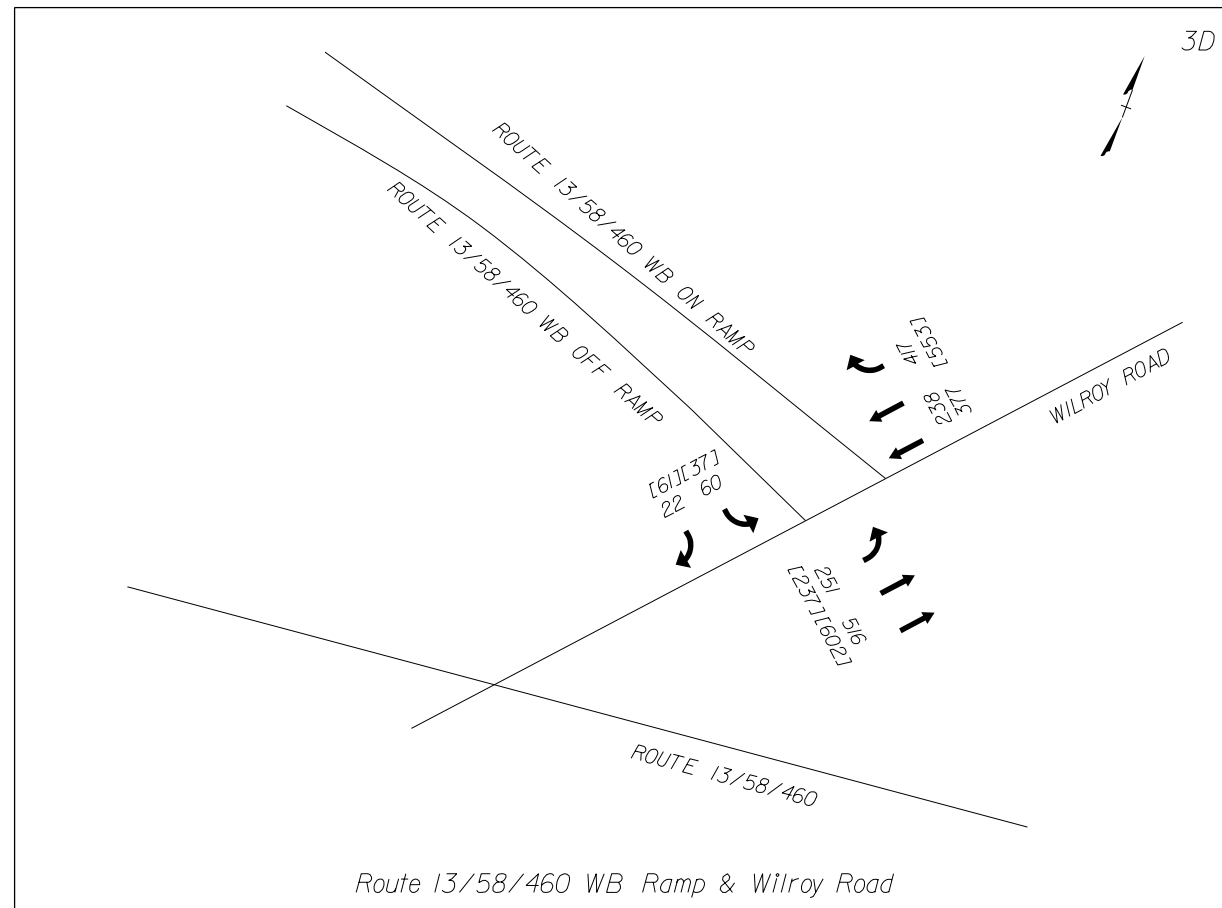 3D
ROUTE 13/58/460 WB ON RAMP
ROUTE 13/58/460 WB OFF RAMP
[553]
417
377
238
WILROY ROAD
[61][37]
22 60
251 516
[237][602]
ROUTE 13/58/460
Route 13/58/460 WB Ramp & Wilroy Road